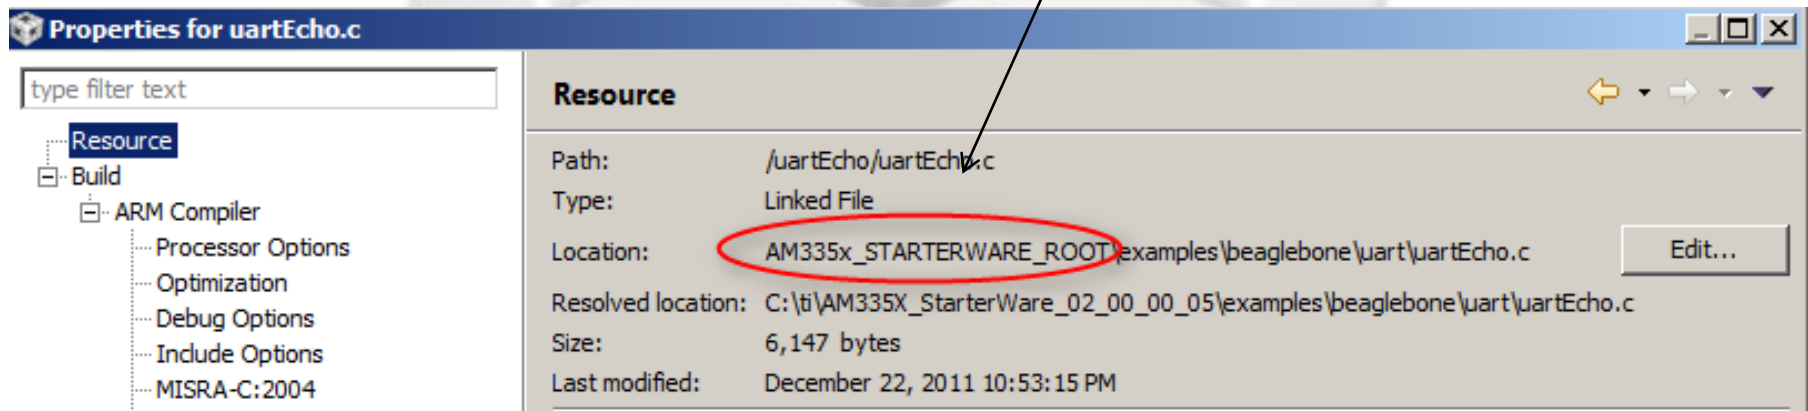 Properties for uartEcho.c
type filter text
Resource
Build
ARM Compiler
Processor Options
Optimization
Debug Options
Include Options
MISRA-C:2004
Resource
Path: /uartEcho/uartEcho.c
Type: Linked File
Location: AM335x_STARTERWARE_ROOT\examples\beaglebone\uart\uartEcho.c Edit...
Resolved location: C:\ti\AM335X_StarterWare_02_00_00_05\examples\beaglebone\uart\uartEcho.c
Size: 6,147 bytes
Last modified: December 22, 2011 10:53:15 PM